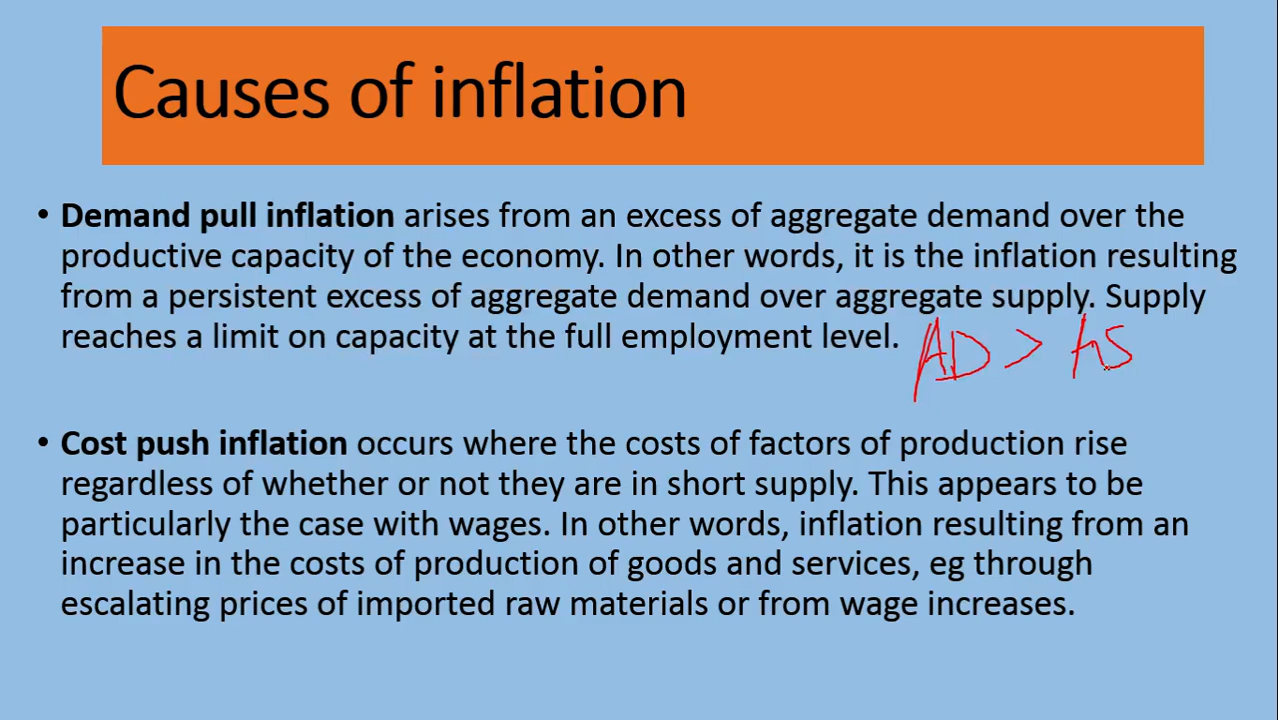 Causes of inflation
• Demand pull inflation arises from an excess of aggregate demand over the
productive capacity of the economy. In other words, it is the inflation resulting
from a persistent excess of aggregate demand over aggregate supply. Supply
reaches a limit on capacity at the full employment level.
AD > AS
• Cost push inflation occurs where the costs of factors of production rise
regardless of whether or not they are in short supply. This appears to be
particularly the case with wages. In other words, inflation resulting from an
increase in the costs of production of goods and services, eg through
escalating prices of imported raw materials or from wage increases.